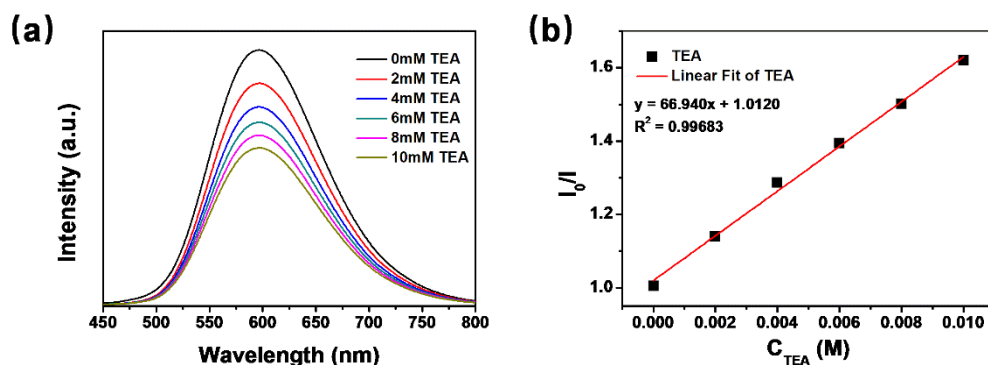 (a)
Intensity (a.u.)
0mM TEA
2mM TEA
4mM TEA
6mM TEA
8mM TEA
10mM TEA
450 500 550 600 650 700 750 800
Wavelength (nm)
(b)
I₀/I
1.6
1.4
1.2
1.0
TEA
Linear Fit of TEA
y = 66.940x + 1.0120
R² = 0.99683
0.000 0.002 0.004 0.006 0.008 0.010
C_TEA (M)